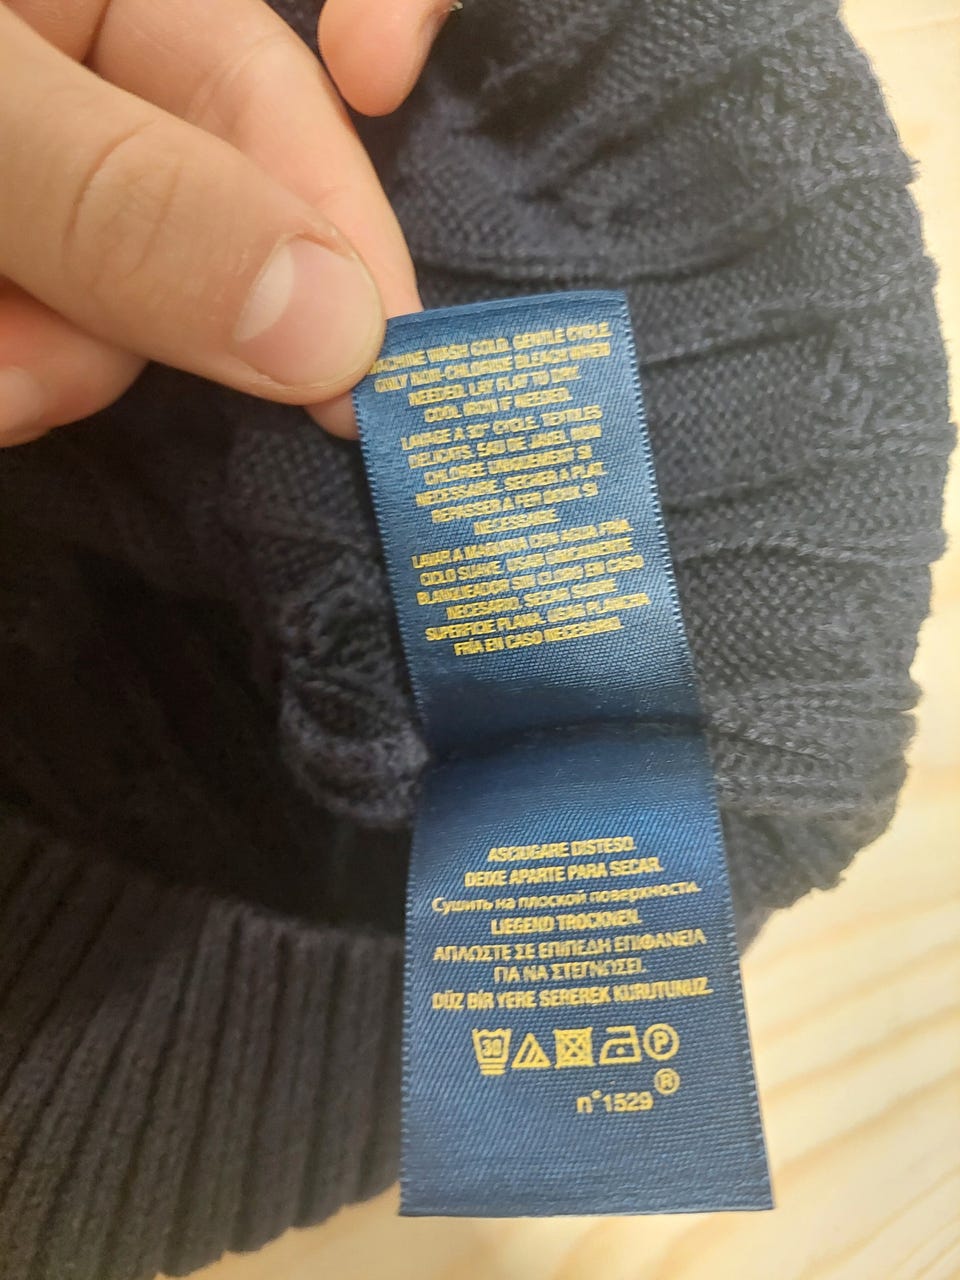 MACHINE WASH COLD, GENTLE CYCLE.
ONLY NON-CHLORINE BLEACH WHEN
NEEDED. LAY FLAT TO DRY.
COOL IRON IF NEEDED.
LAVAGE A 30° CYCLE TEXTILES
DELICATS. EAU DE JAVEL NON
CHLOREE UNIQUEMENT SI
NECESSAIRE. SECHER A PLAT.
REPASSER A FER DOUX SI
NECESSAIRE.
LAVAR A MAQUINA CON AGUA FRIA.
CICLO SUAVE. USAR UNICAMENTE
BLANQUEADOR SIN CLORO EN CASO
NECESARIO. SECAR SOBRE
SUPERFICIE PLANA. USAR PLANCHA
FRÍA EN CASO NECESARIO.
ASCIUGARE DISTESO.
DEIXE APARTE PARA SECAR.
Сушить на плоской поверхности.
LIEGEND TROCKNEN.
ΑΠΛΩΣΤΕ ΣΕ ΕΠΙΠΕΔΗ ΕΠΙΦΑΝΕΙΑ
ΓΙΑ ΝΑ ΣΤΕΓΝΩΣΕΙ.
DÜZ BİR YERE SEREREK KURUTUNUZ.
30 P
n°1529 ®